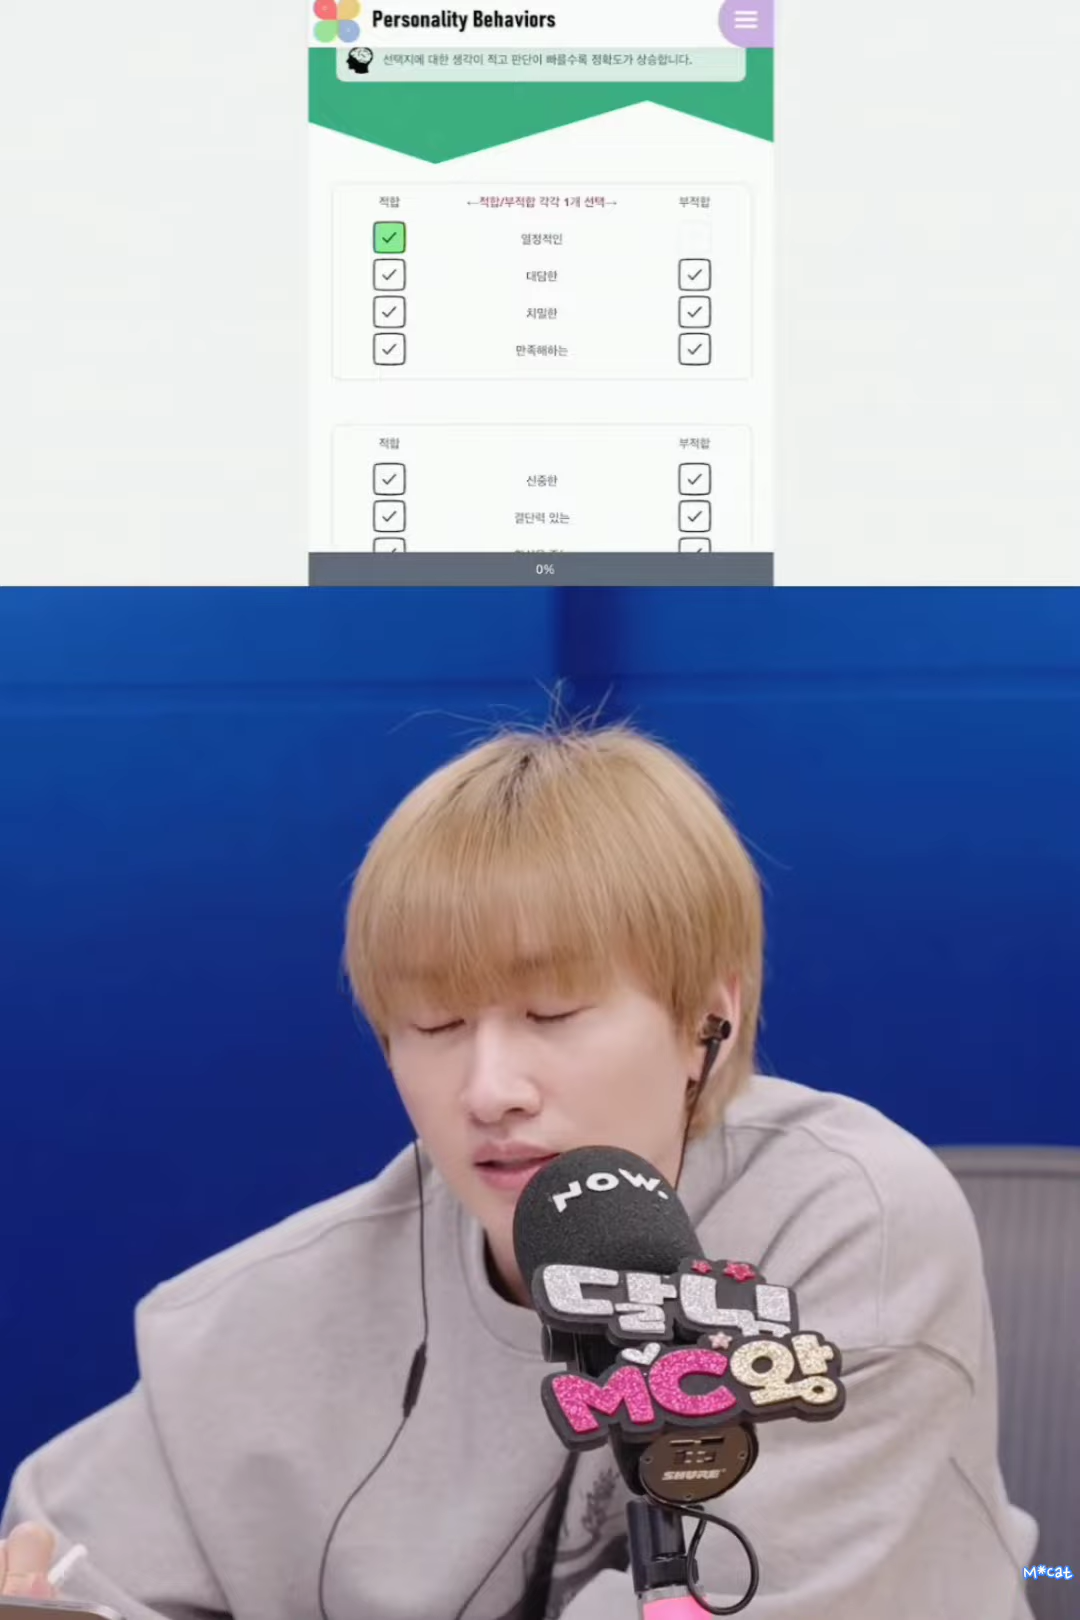 Personality Behaviors
선택지에 대한 생각이 적고 판단이 빠를수록 정확도가 상승합니다.
적합 ←적합/부적합 각각 1개 선택→ 부적합
열정적인
대담한
치밀한
만족해하는
적합 부적합
신중한
결단력 있는
0%
NOW.
달닉
MC왕
SHURE
M*cat